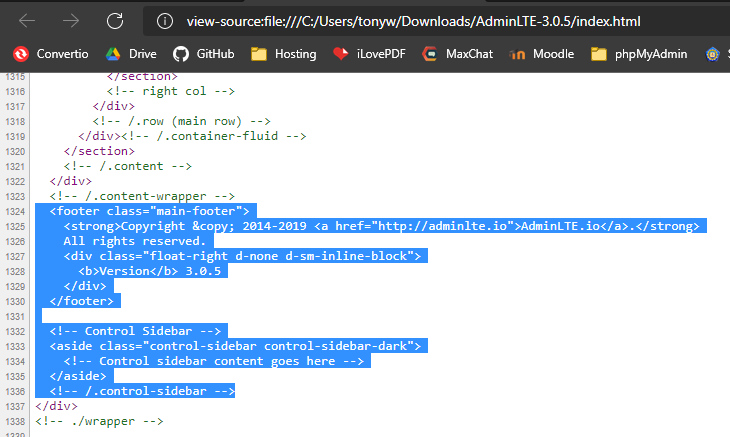 view-source:file:///C:/Users/tonyw/Downloads/AdminLTE-3.0.5/index.html
Convertio Drive GitHub Hosting iLovePDF MaxChat Moodle phpMyAdmin
1315 </section>
1316 <!-- right col -->
1317 </div>
1318 <!-- /.row (main row) -->
1319 </div><!-- /.container-fluid -->
1320 </section>
1321 <!-- /.content -->
1322 </div>
1323 <!-- /.content-wrapper -->
1324 <footer class="main-footer">
1325 <strong>Copyright &copy; 2014-2019 <a href="http://adminlte.io">AdminLTE.io</a>.</strong>
1326 All rights reserved.
1327 <div class="float-right d-none d-sm-inline-block">
1328 <b>Version</b> 3.0.5
1329 </div>
1330 </footer>
1331
1332 <!-- Control Sidebar -->
1333 <aside class="control-sidebar control-sidebar-dark">
1334 <!-- Control sidebar content goes here -->
1335 </aside>
1336 <!-- /.control-sidebar -->
1337 </div>
1338 <!-- ./wrapper -->